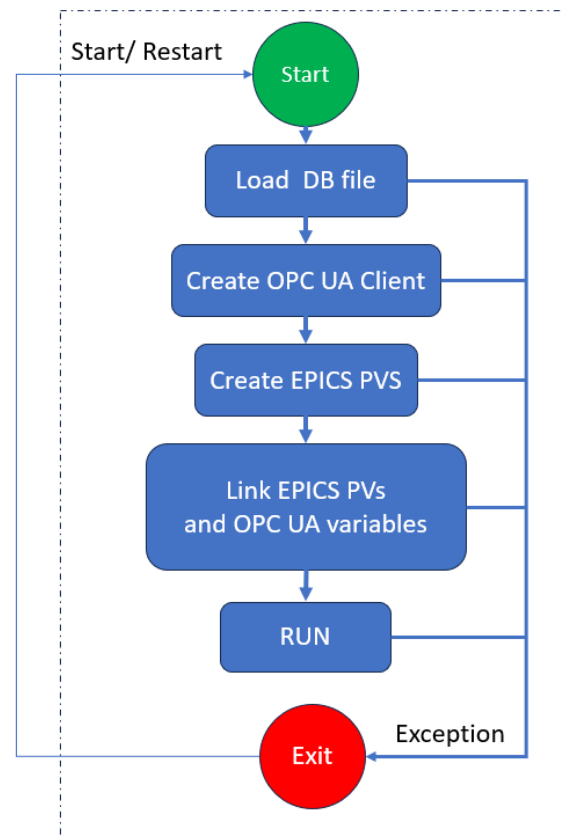 Start/ Restart
Start
Load DB file
Create OPC UA Client
Create EPICS PVS
Link EPICS PVs
and OPC UA variables
RUN
Exception
Exit